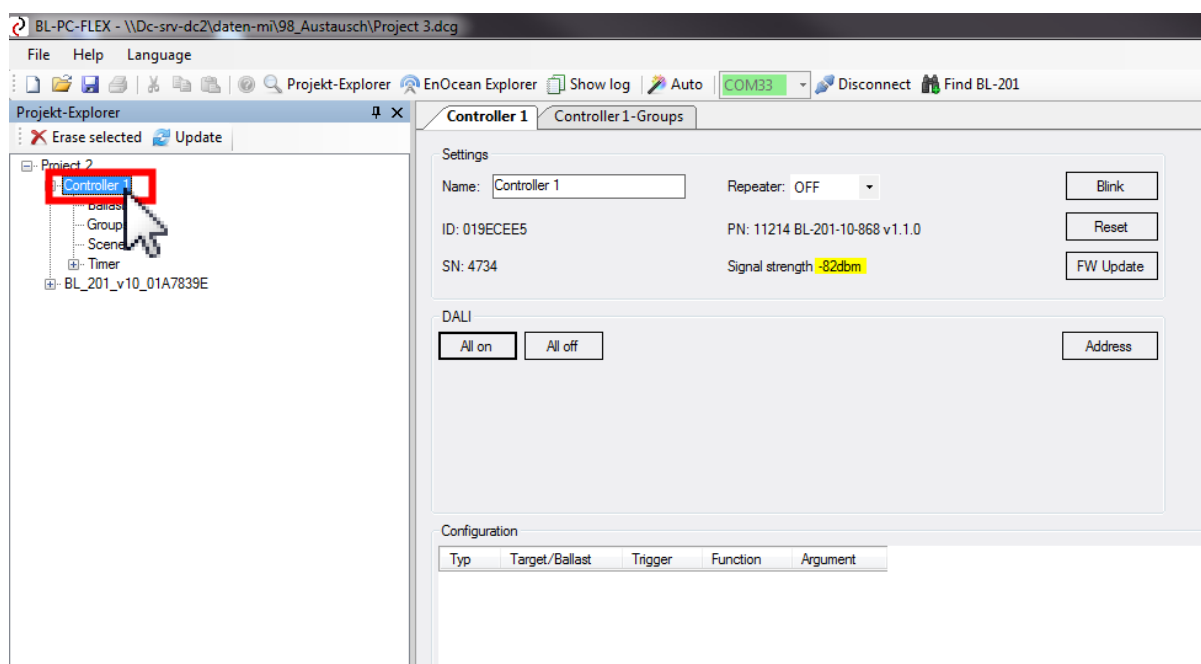 BL-PC-FLEX - \\Dc-srv-dc2\daten-mi\98_Austausch\Project 3.dcg
File Help Language
Projekt-Explorer EnOcean Explorer Show log Auto COM33 Disconnect Find BL-201
Projekt-Explorer
Erase selected Update
Project 2
Controller 1
Ballast
Group
Scene
Timer
BL_201_v10_01A7839E
Controller 1 Controller 1-Groups
Settings
Name: Controller 1 Repeater: OFF Blink
ID: 019ECEE5 PN: 11214 BL-201-10-868 v1.1.0 Reset
SN: 4734 Signal strength -82dbm FW Update
DALI
All on All off Address
Configuration
Typ Target/Ballast Trigger Function Argument